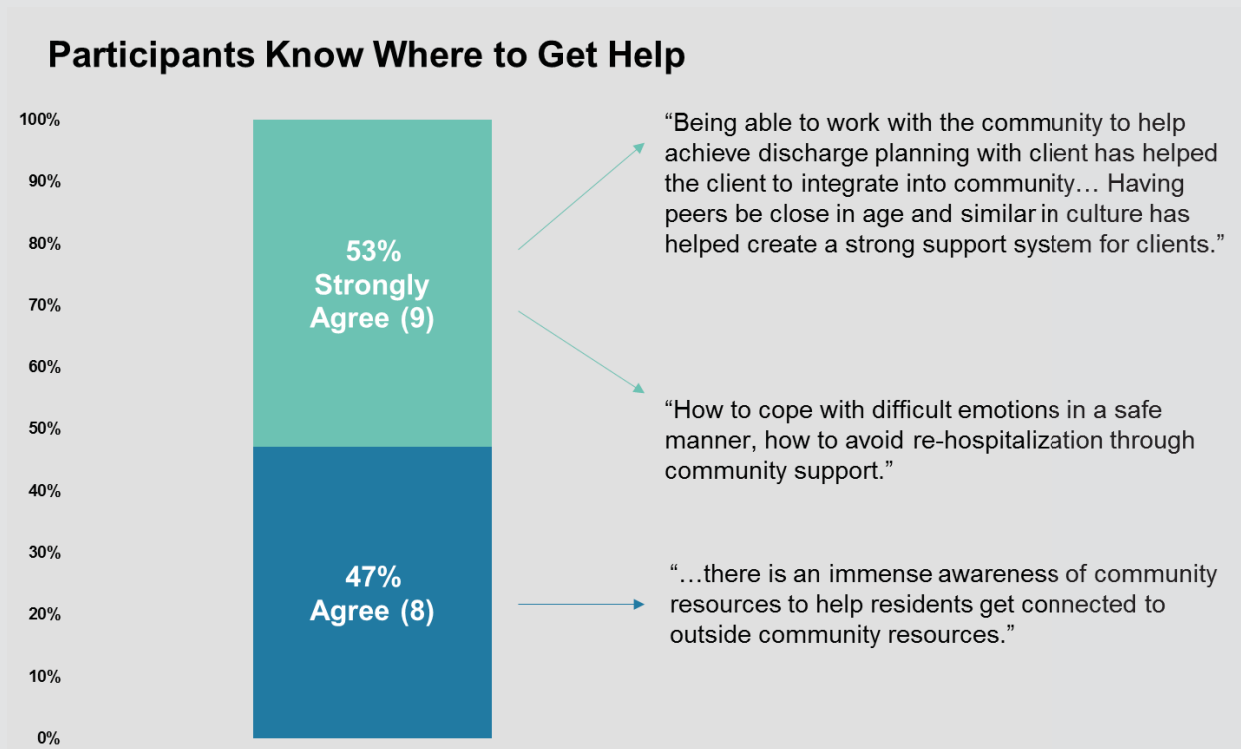 Participants Know Where to Get Help
100%
90%
80%
70%
60%
50%
40%
30%
20%
10%
0%
53%
Strongly
Agree (9)
47%
Agree (8)
“Being able to work with the community to help
achieve discharge planning with client has helped
the client to integrate into community… Having
peers be close in age and similar in culture has
helped create a strong support system for clients.”
“How to cope with difficult emotions in a safe
manner, how to avoid re-hospitalization through
community support.”
“…there is an immense awareness of community
resources to help residents get connected to
outside community resources.”